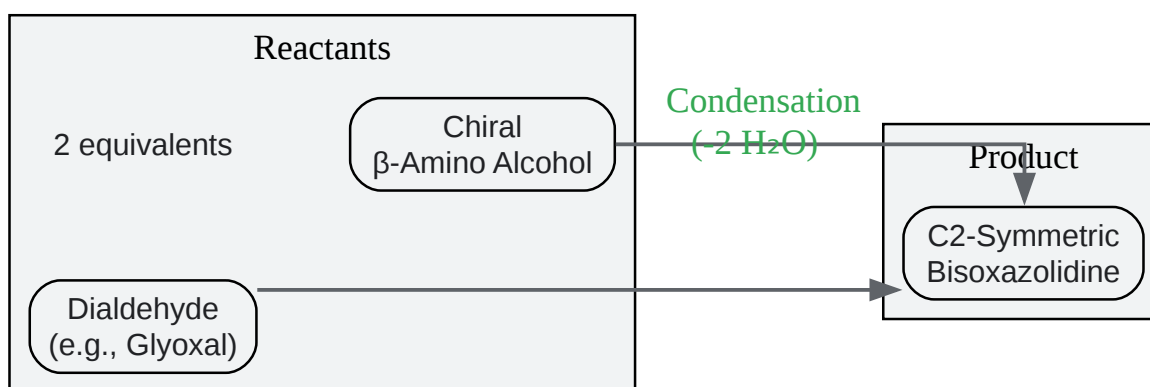 Reactants
2 equivalents
Chiral
β-Amino Alcohol
Condensation
(-2 H₂O)
Product
C2-Symmetric
Bisoxazolidine
Dialdehyde
(e.g., Glyoxal)